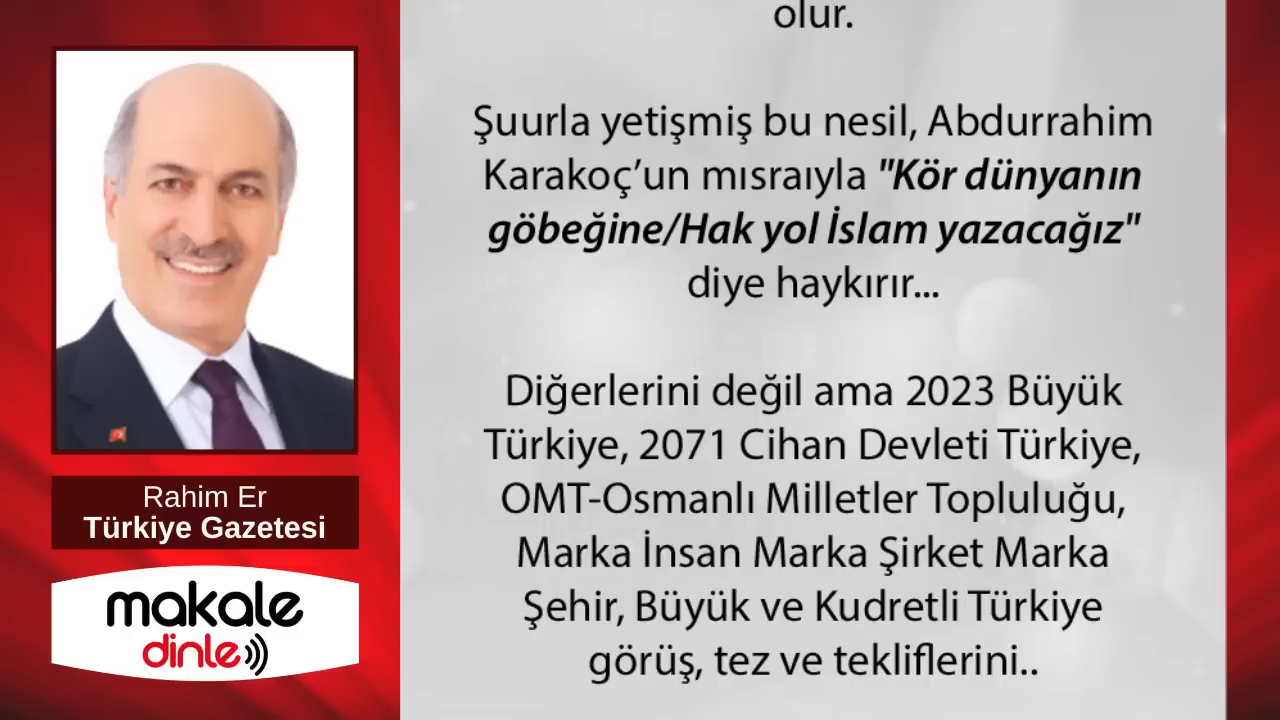 olur.
Şuurla yetişmiş bu nesil, Abdurrahim
Karakoç’un mısraıyla "Kör dünyanın
göbeğine/Hak yol İslam yazacağız"
diye haykırır...
Diğerlerini değil ama 2023 Büyük
Türkiye, 2071 Cihan Devleti Türkiye,
OMT-Osmanlı Milletler Topluluğu,
Marka İnsan Marka Şirket Marka
Şehir, Büyük ve Kudretli Türkiye
görüş, tez ve tekliflerini..
Rahim Er
Türkiye Gazetesi
makale
dinle